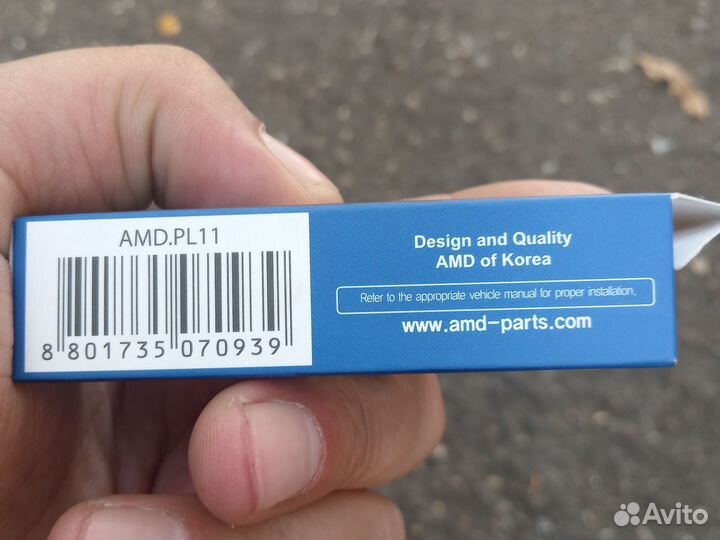 AMD.PL11
8 801735 070939
Design and Quality
AMD of Korea
Refer to the appropriate vehicle manual for proper installation.
www.amd-parts.com
Avito